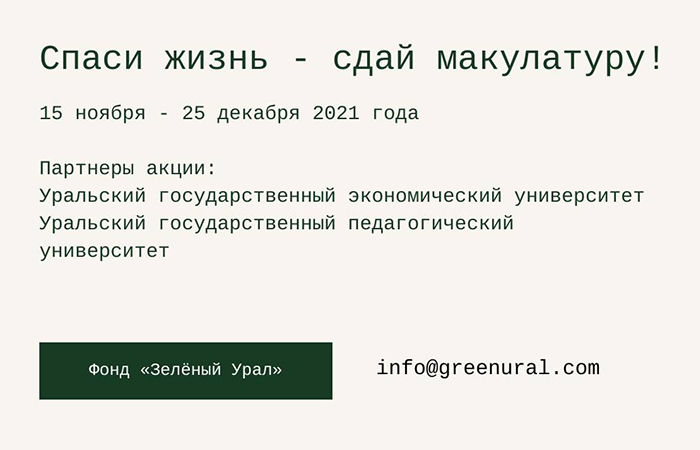 Спаси жизнь - сдай макулатуру!
15 ноября - 25 декабря 2021 года
Партнеры акции:
Уральский государственный экономический университет
Уральский государственный педагогический
университет
Фонд «Зелёный Урал»
info@greenural.com